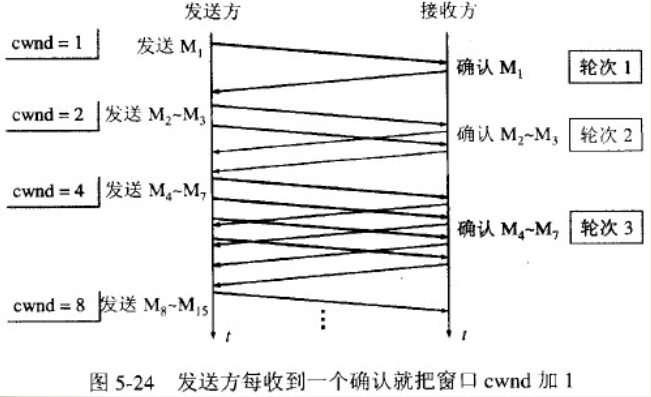 发送方 接收方
cwnd = 1 发送 M1
确认 M1 轮次 1
cwnd = 2 发送 M2~M3
确认 M2~M3 轮次 2
cwnd = 4 发送 M4~M7
确认 M4~M7 轮次 3
cwnd = 8 发送 M8~M15
⋮
t t
图 5-24 发送方每收到一个确认就把窗口 cwnd 加 1